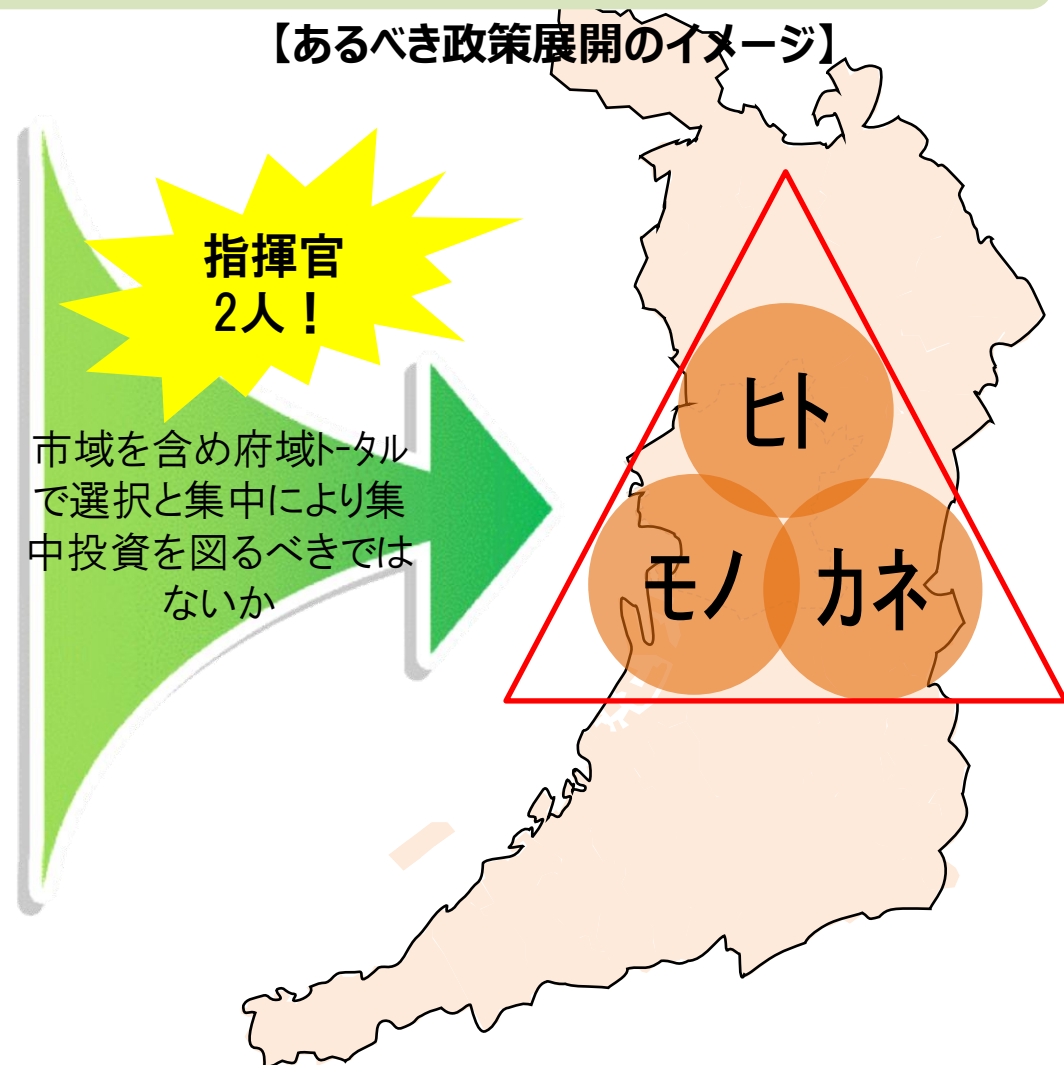 【あるべき政策展開のイメージ】
指揮官
2人！
市域を含め府域ﾄｰﾀﾙ
で選択と集中により集
中投資を図るべきでは
ないか
ヒト
モノ
カネ